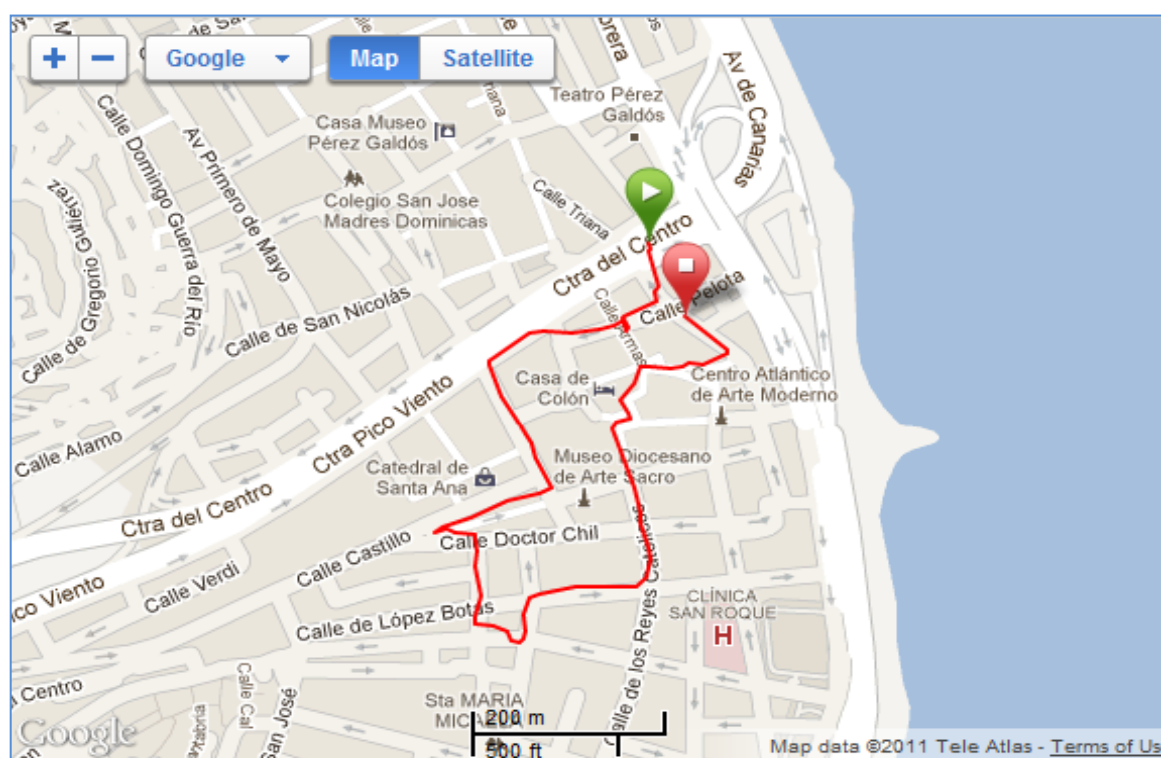 +
−
Google
Map
Satellite
Av de Canarias
Teatro Pérez
Galdós
Casa Museo
Pérez Galdós
Calle Domingo Guerra del Río
Av Primero de Mayo
Colegio San Jose
Madres Dominicas
Calle Triana
Calle de Gregorio Gutiérrez
Ctra del Centro
Calle Pelota
Calle de San Nicolás
Calle Armas
Casa de
Colón
Centro Atlántico
de Arte Moderno
Ctra Pico Viento
Calle Alamo
Catedral de
Santa Ana
Museo Diocesano
de Arte Sacro
Ctra del Centro
Calle Castillo
Calle Doctor Chil
Calle Verdi
ico Viento
Calle de los Reyes Catolicos
CLÍNICA
SAN ROQUE
H
Calle de López Botas
el Centro
Calle Cal
San José
Sta MARIA
200 m
500 ft
Google
Map data ©2011 Tele Atlas - Terms of Us